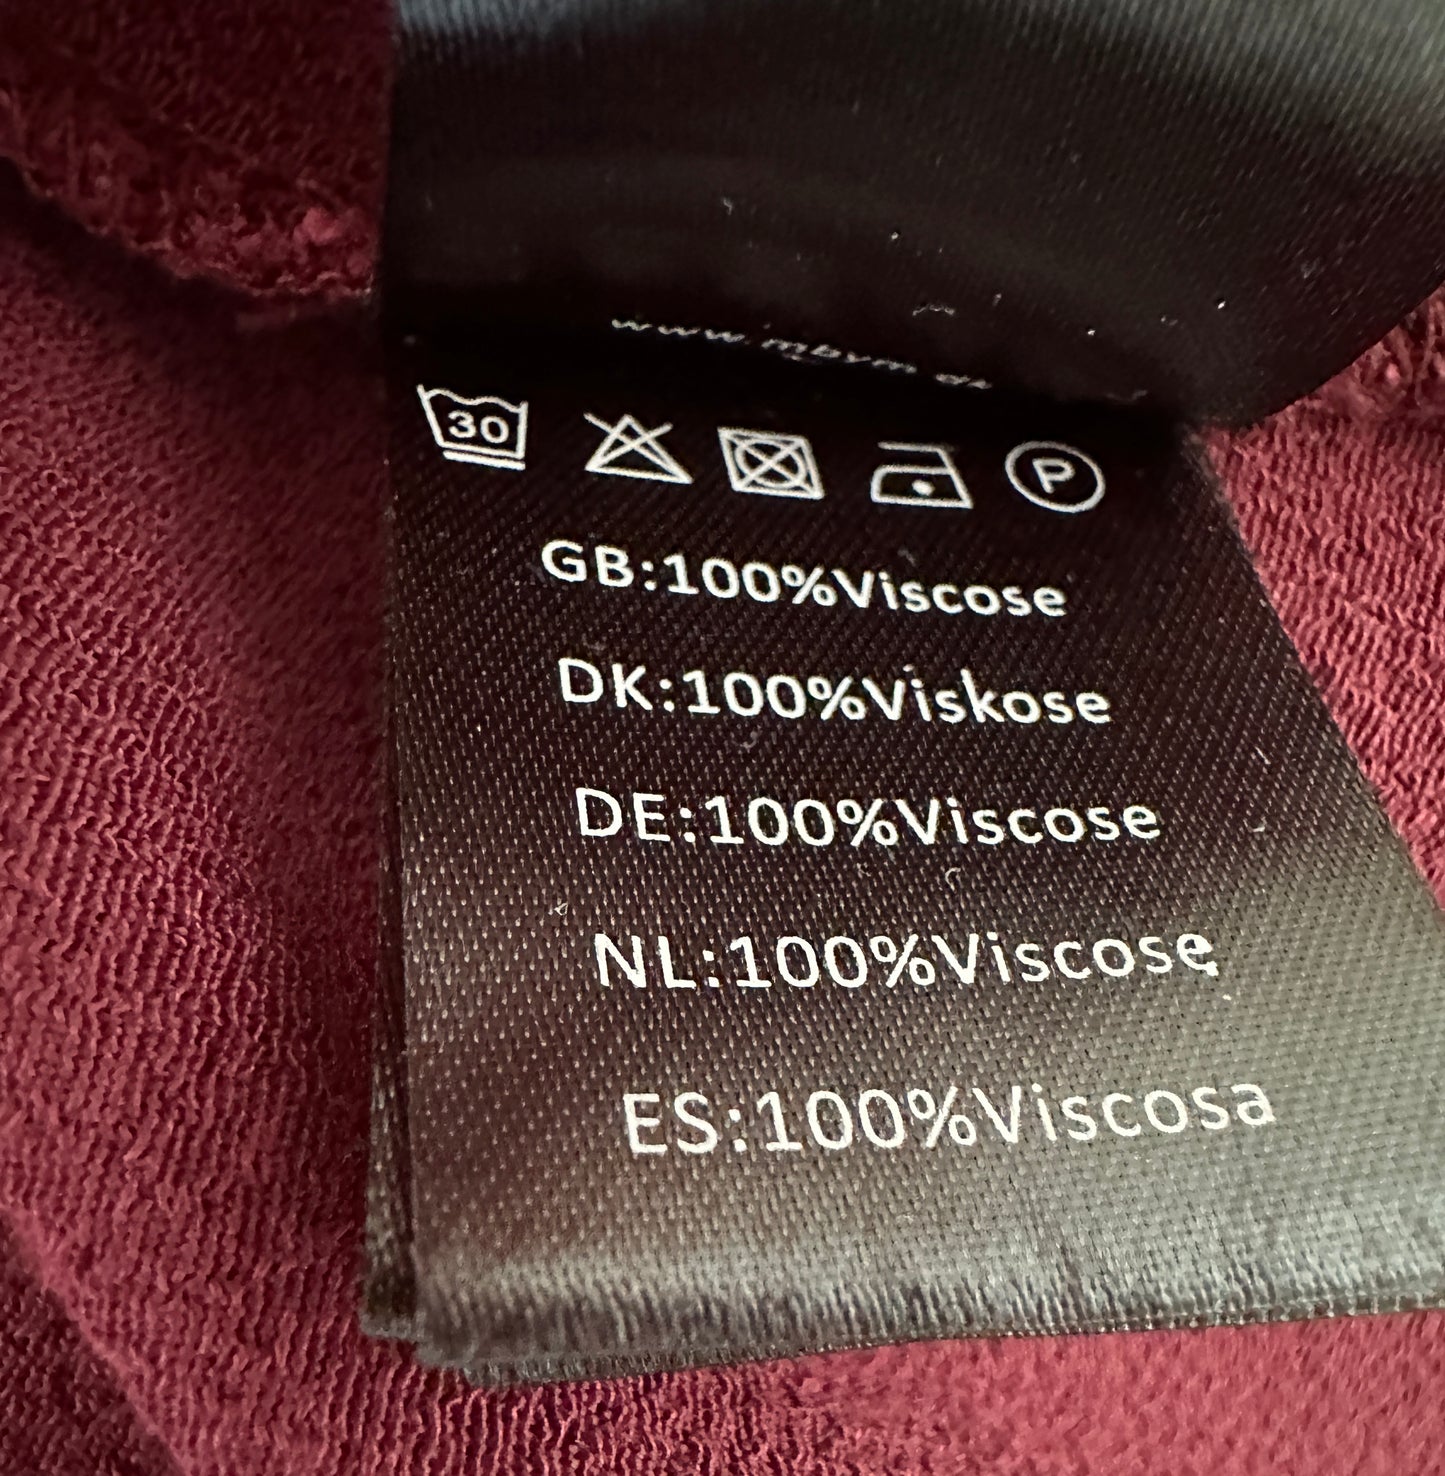 30 P
GB:100%Viscose
DK:100%Viskose
DE:100%Viscose
NL:100%Viscose
ES:100%Viscosa